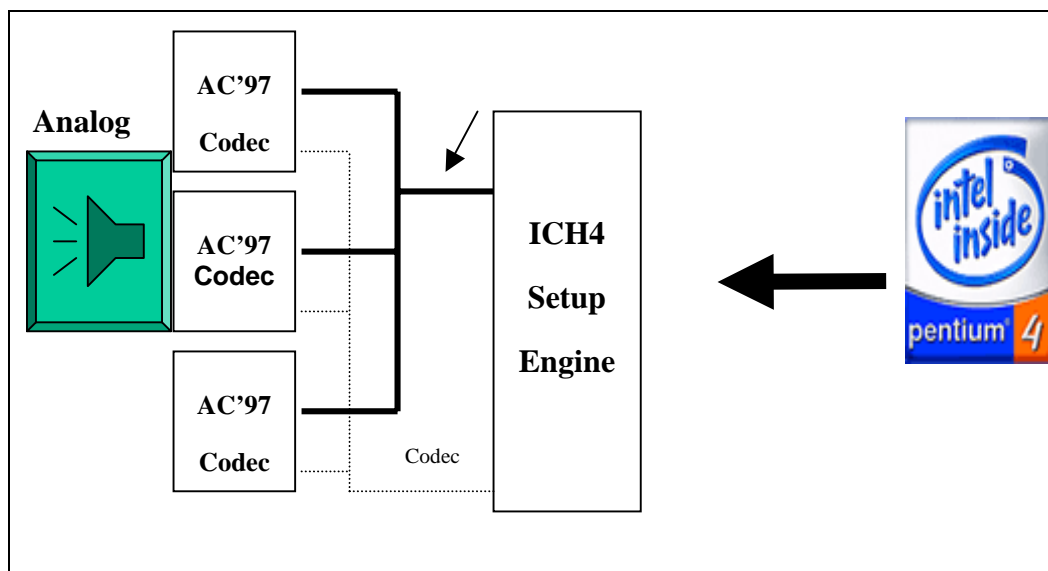 AC’97
Codec
Analog
AC’97
Codec
AC’97
Codec
Codec
ICH4
Setup
Engine
intel
inside
pentium® 4